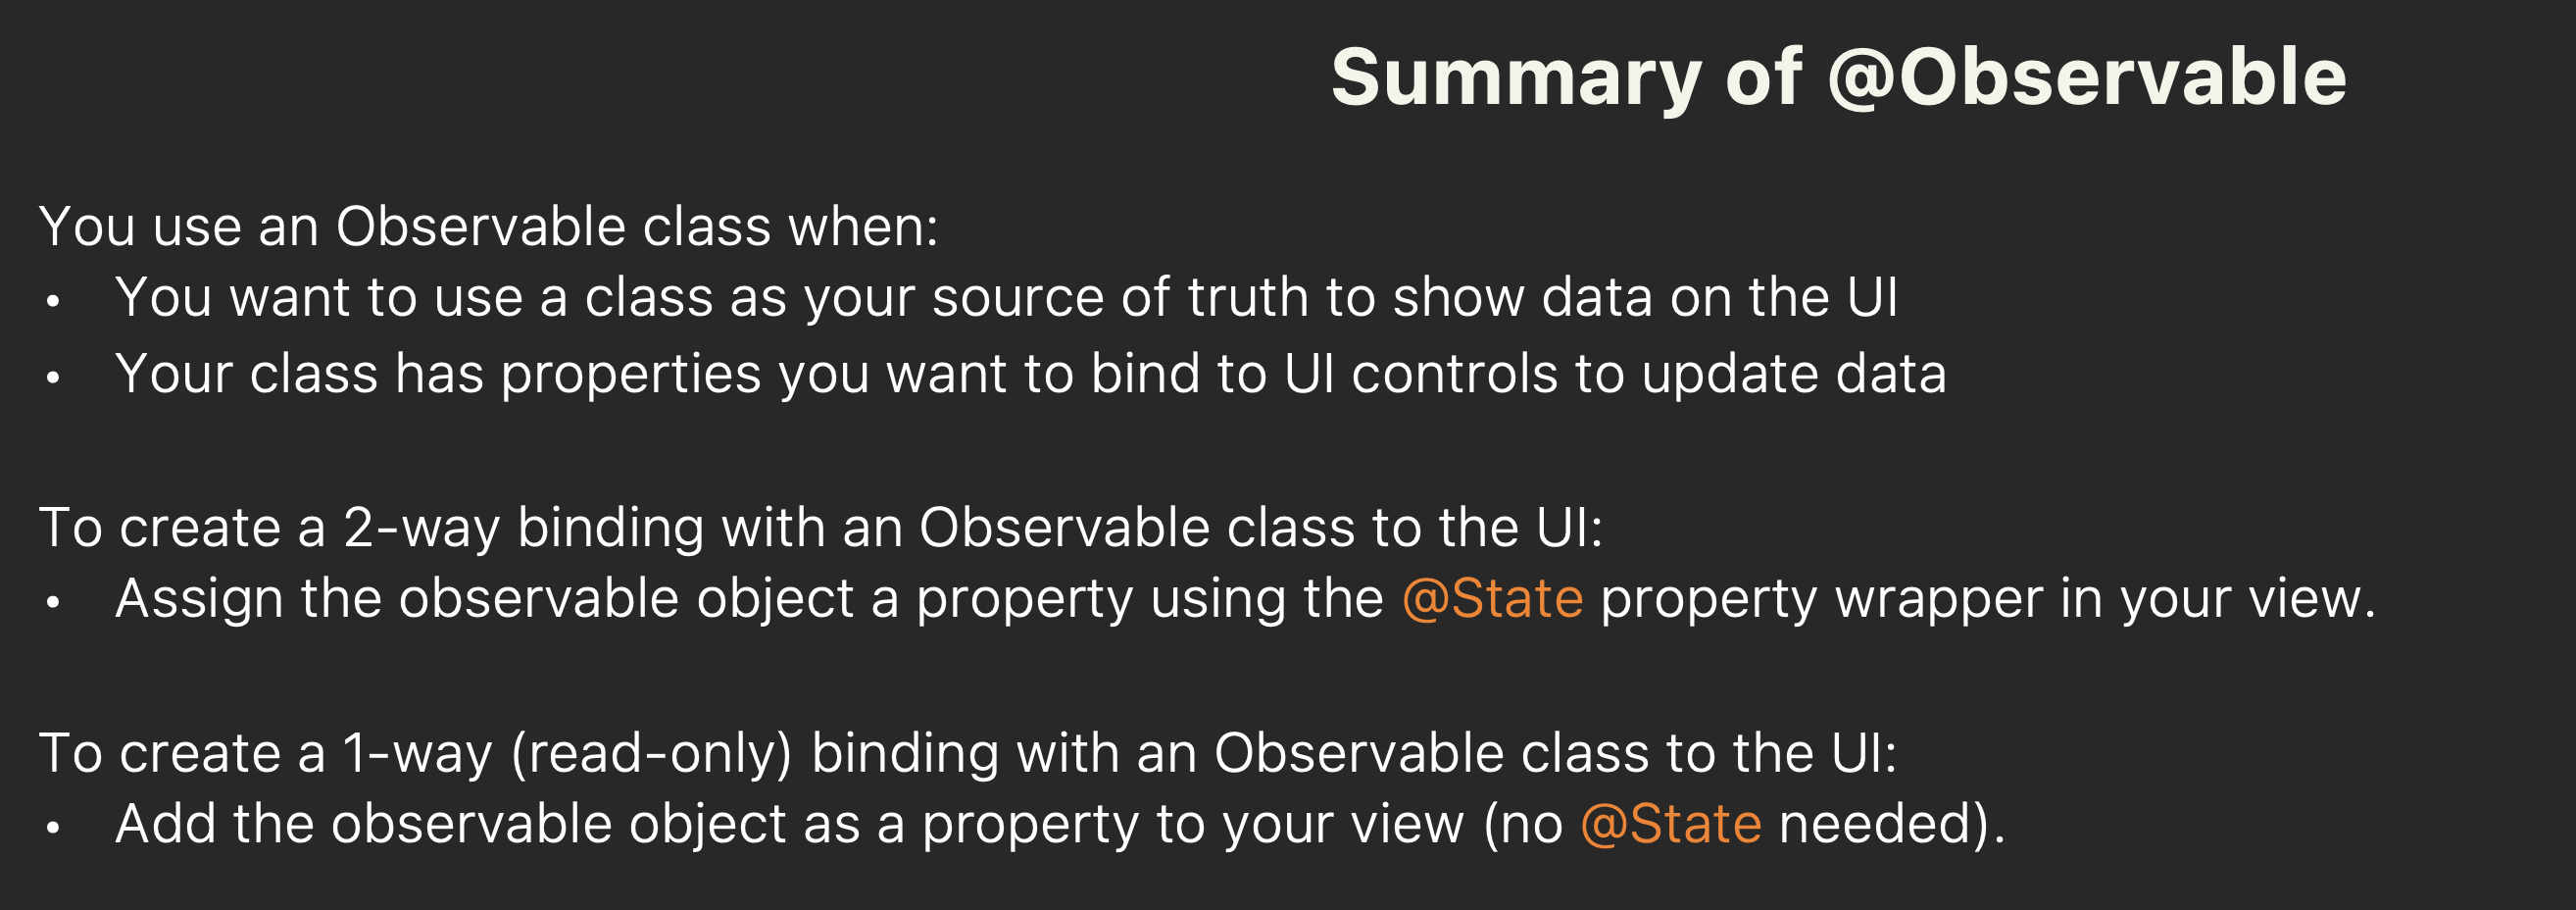 Summary of @Observable
You use an Observable class when:
• You want to use a class as your source of truth to show data on the UI
• Your class has properties you want to bind to UI controls to update data
To create a 2-way binding with an Observable class to the UI:
• Assign the observable object a property using the @State property wrapper in your view.
To create a 1-way (read-only) binding with an Observable class to the UI:
• Add the observable object as a property to your view (no @State needed).